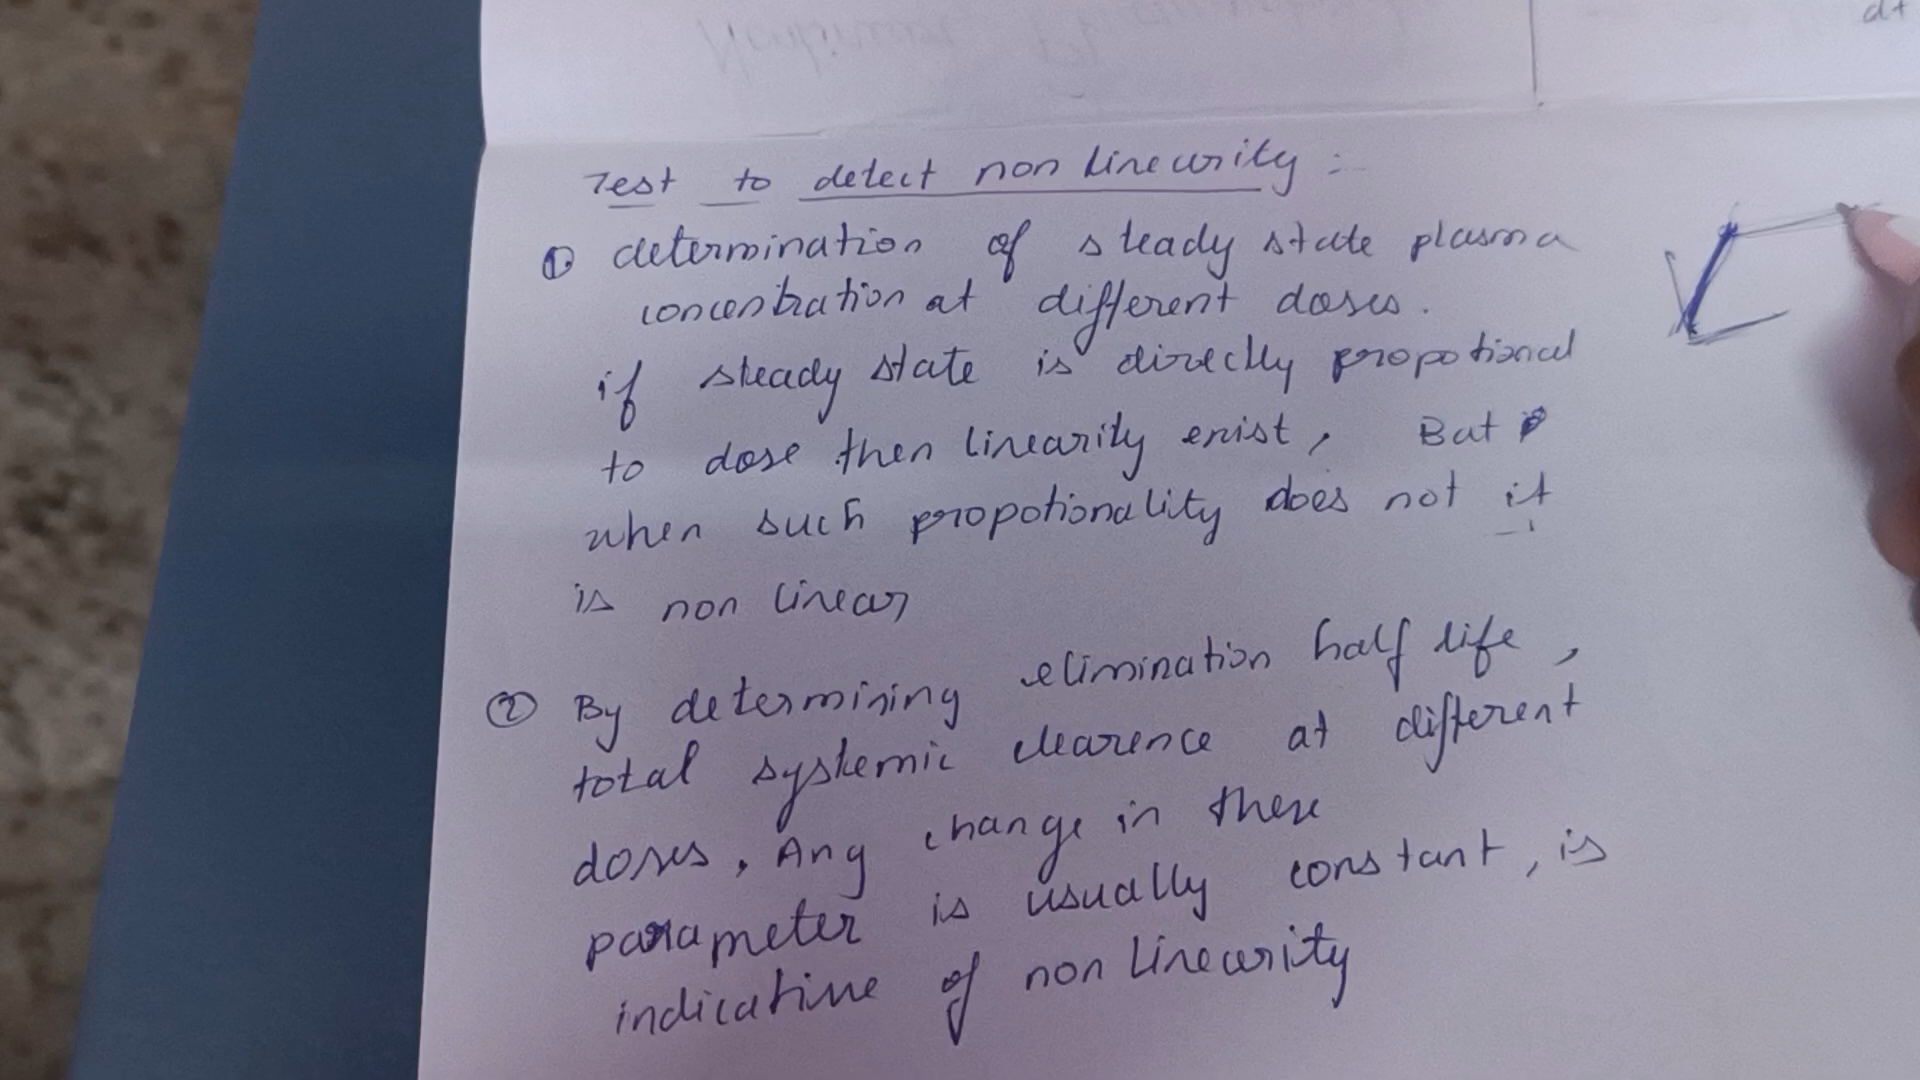 Test to detect non linearity :-
① determination of steady state plasma
concentration at different doses.
if steady state is directly propotional
to dose then linearity exist, But
when such propotionality does not it
is non linear
② By determining elimination half life,
total systemic clearence at different
doses, Any change in these
parameter is usually constant, is
indicative of non linearity
dt